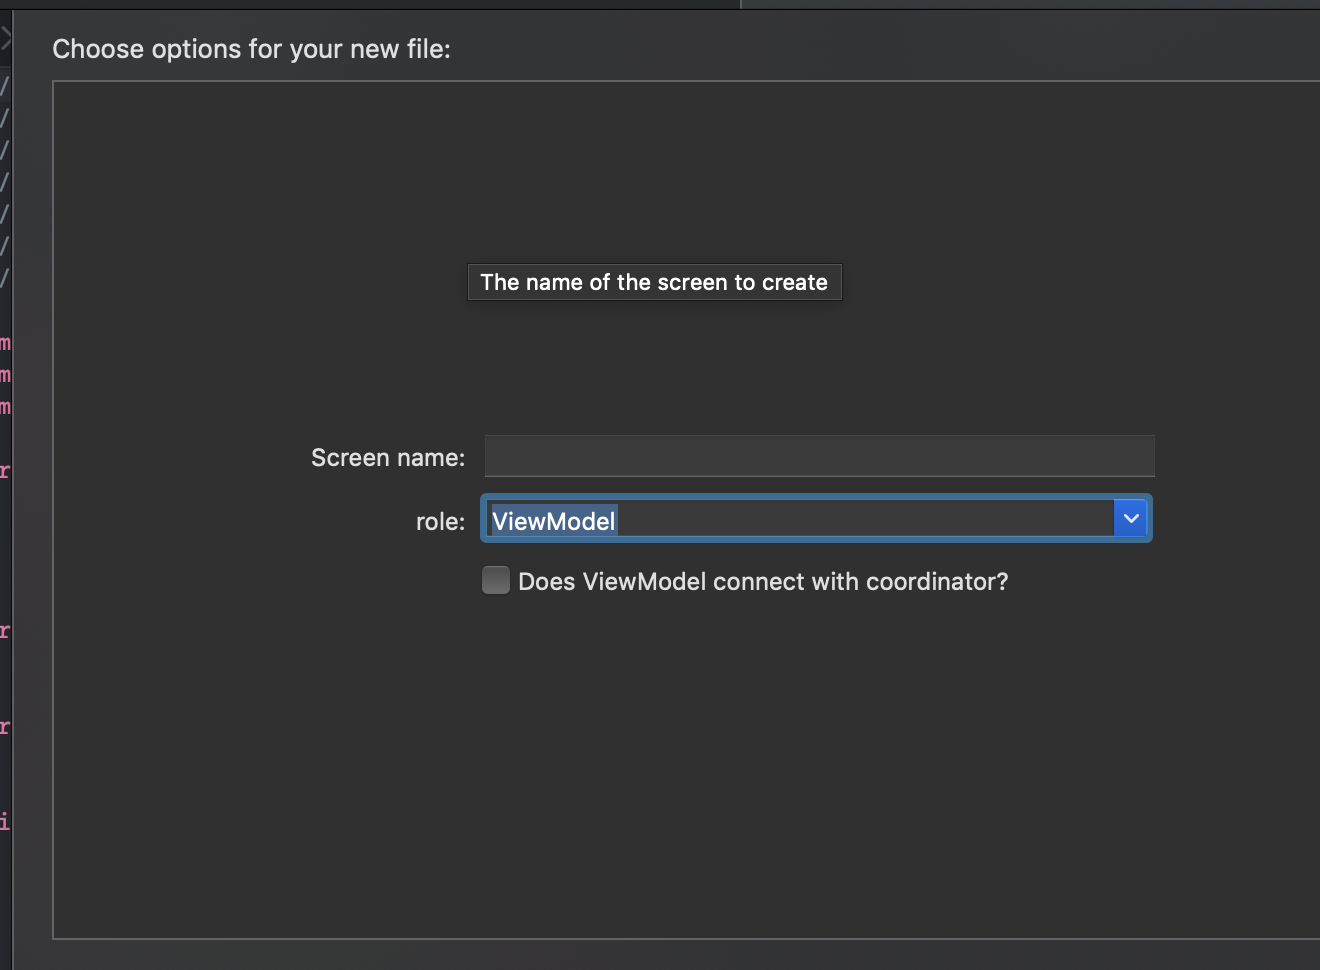 Choose options for your new file:
/
/
/
/
/
/
/
The name of the screen to create
m
m
m
Screen name:
r
role: ViewModel
Does ViewModel connect with coordinator?
r
r
i